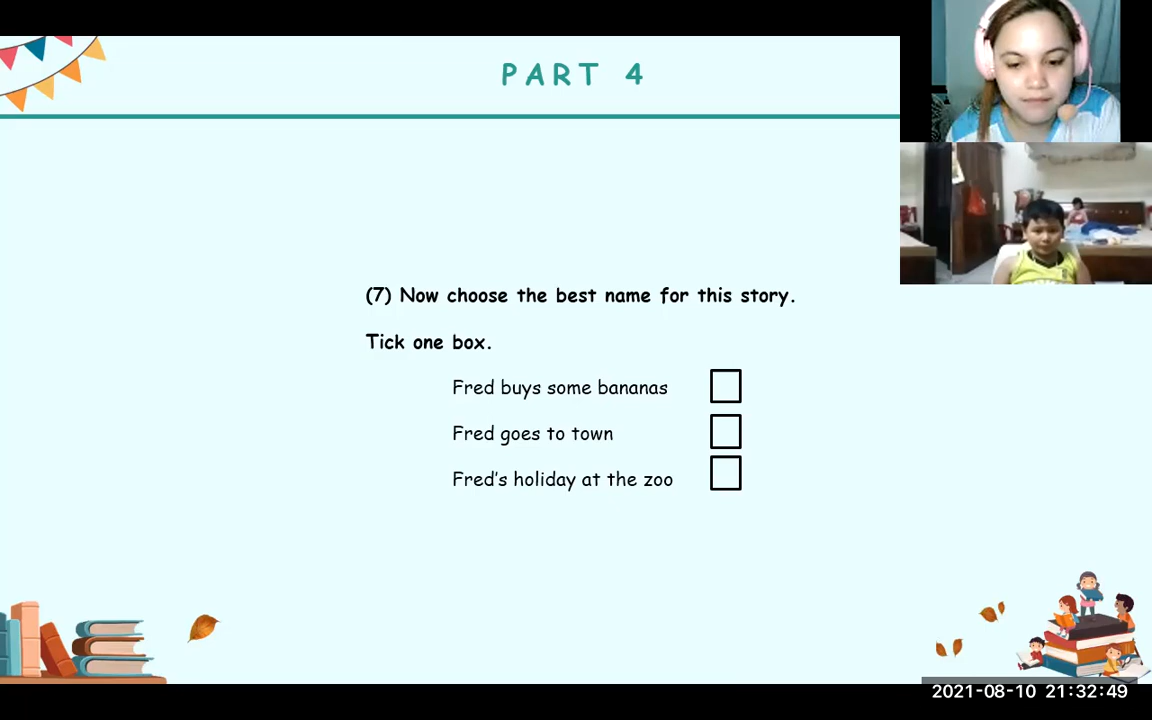 PART 4
(7) Now choose the best name for this story.
Tick one box.
Fred buys some bananas
Fred goes to town
Fred's holiday at the zoo
2021-08-10 21:32:49